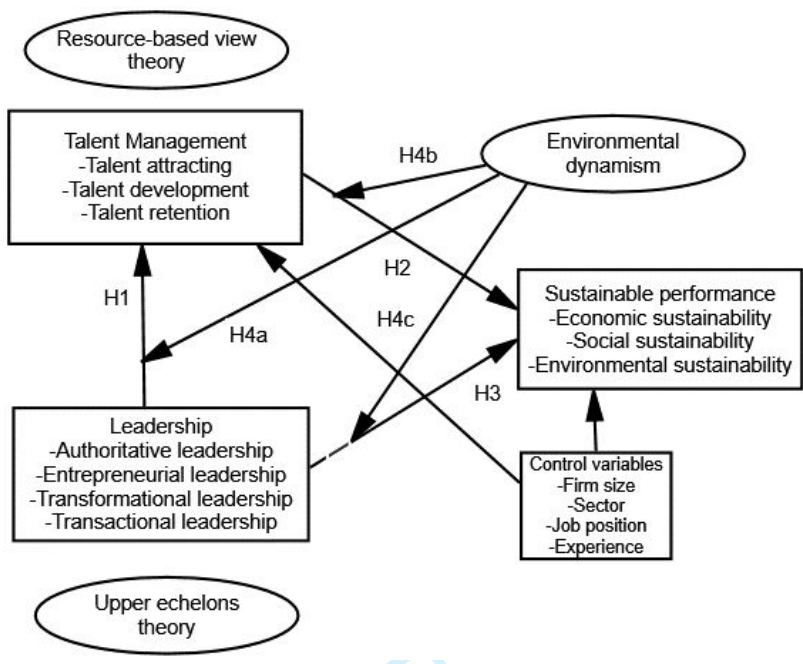 Resource-based view
theory
Talent Management
-Talent attracting
-Talent development
-Talent retention
Environmental
dynamism
H4b
H1
H2
H4a
H4c
Sustainable performance
-Economic sustainability
-Social sustainability
-Environmental sustainability
H3
Leadership
-Authoritative leadership
-Entrepreneurial leadership
-Transformational leadership
-Transactional leadership
Control variables
-Firm size
-Sector
-Job position
-Experience
Upper echelons
theory